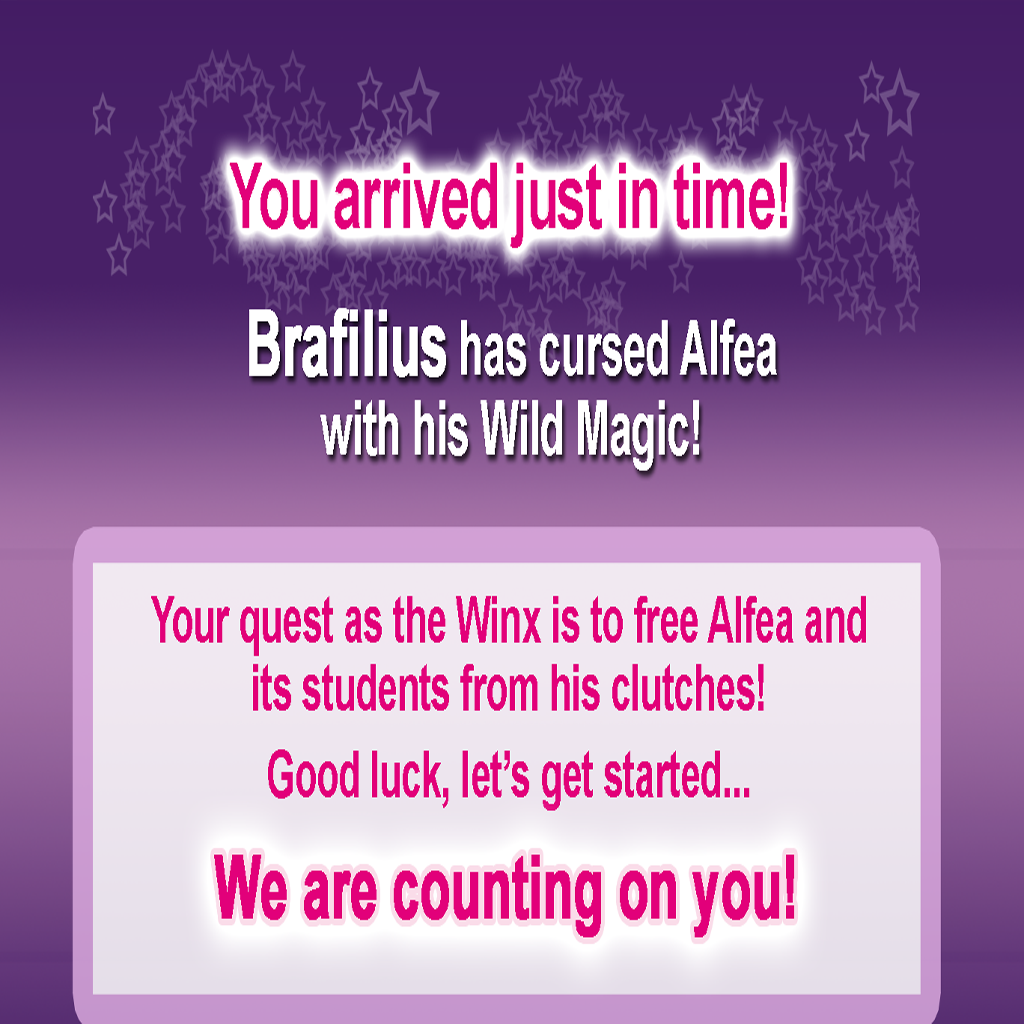 You arrived just in time!
Brafilius has cursed Alfea
with his Wild Magic!
Your quest as the Winx is to free Alfea and
its students from his clutches!
Good luck, let’s get started...
We are counting on you!